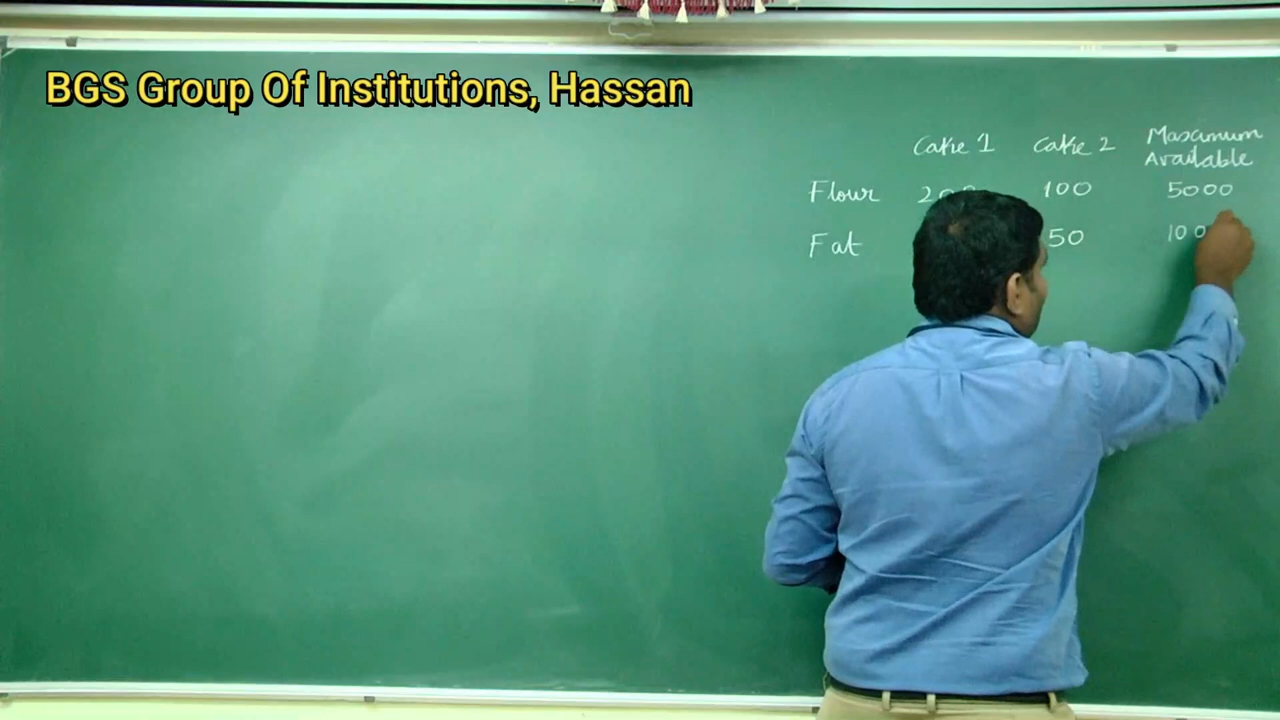 BGS Group Of Institutions, Hassan
Cake 1 Cake 2 Maximum Available
Flour 100 5000
Fat 50